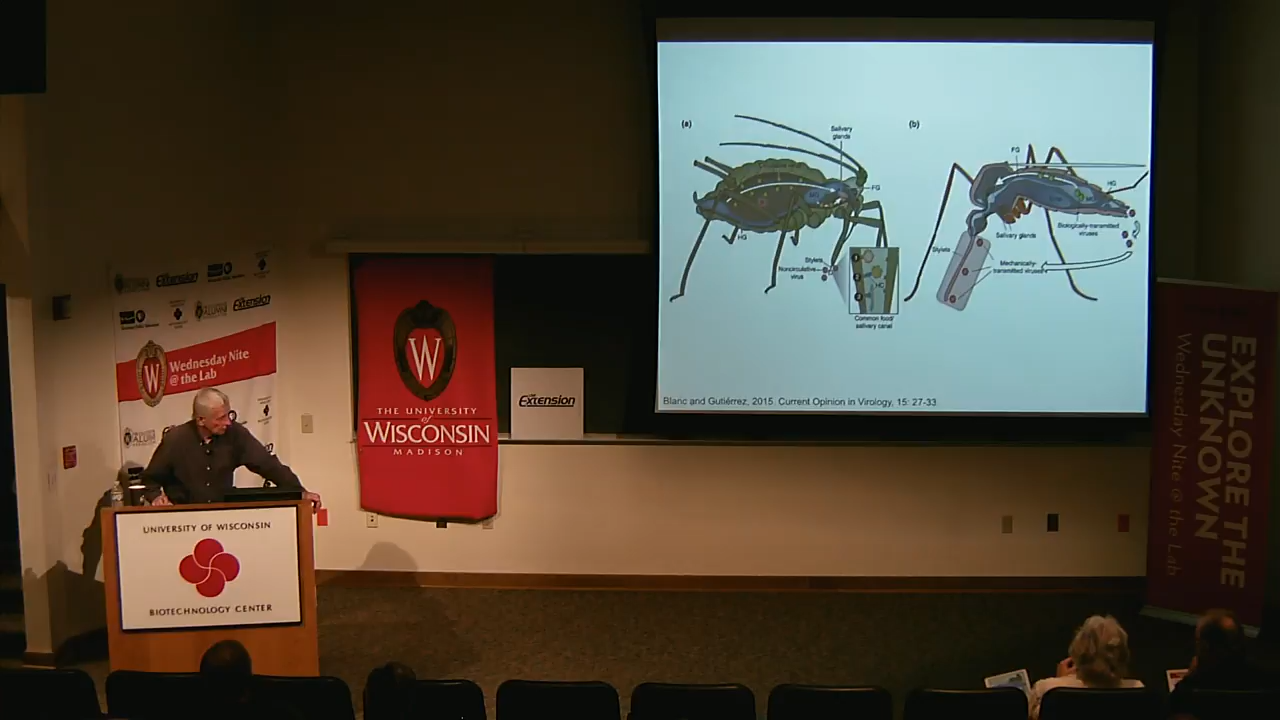 (a)
Salivary
glands
FG
HG
Stylets
Noncirculative
virus
HC
Common food/
salivary canal
(b)
FG
HG
Salivary glands
Biologically-transmitted
viruses
Stylets
Mechanically-
transmitted viruses
Blanc and Gutiérrez, 2015. Current Opinion in Virology, 15: 27-33.
Extension
Extension
Wednesday Nite
@ the Lab
W
THE UNIVERSITY
of
WISCONSIN
MADISON
Extension
UNIVERSITY OF WISCONSIN
BIOTECHNOLOGY CENTER
EXPLORE THE
UNKNOWN
Wednesday Nite @ the Lab